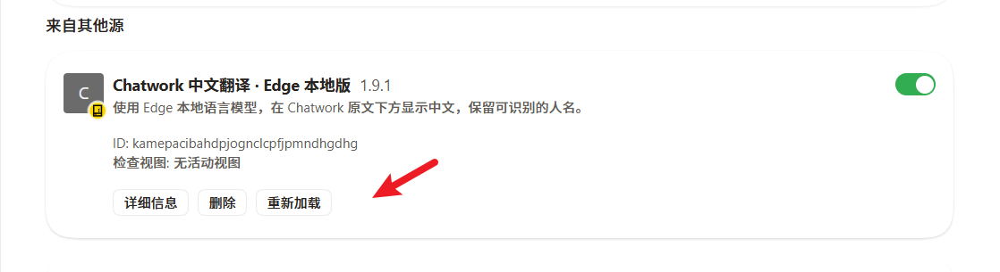 来自其他源
C
Chatwork 中文翻译 · Edge 本地版 1.9.1
使用 Edge 本地语言模型，在 Chatwork 原文下方显示中文，保留可识别的人名。
ID: kamepacibahdpjognclcpfjpmndhgdhg
检查视图: 无活动视图
详细信息 删除 重新加载